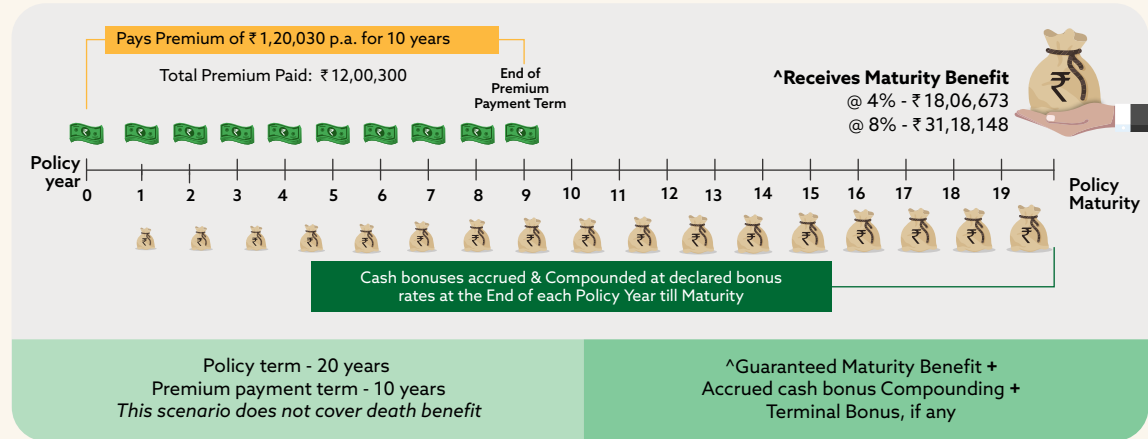 Pays Premium of ₹ 1,20,030 p.a. for 10 years
Total Premium Paid: ₹ 12,00,300
End of
Premium
Payment Term
^Receives Maturity Benefit
@ 4% - ₹ 18,06,673
@ 8% - ₹ 31,18,148
Policy
year
0 1 2 3 4 5 6 7 8 9 10 11 12 13 14 15 16 17 18 19
Policy
Maturity
Cash bonuses accrued & Compounded at declared bonus
rates at the End of each Policy Year till Maturity
Policy term - 20 years
Premium payment term - 10 years
This scenario does not cover death benefit
^Guaranteed Maturity Benefit +
Accrued cash bonus Compounding +
Terminal Bonus, if any